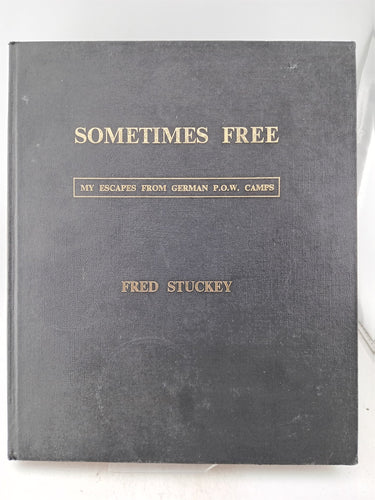 SOMETIMES FREE
MY ESCAPES FROM GERMAN P.O.W. CAMPS
FRED STUCKEY